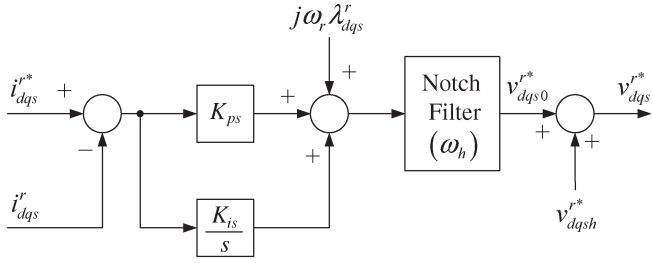 jω_r λ^r_dqs
i^r*_dqs
+
−
i^r_dqs
K_ps
K_is
s
+
+
+
Notch
Filter
(ω_h)
v^r*_dqs0
+
+
v^r*_dqs
v^r*_dqsh